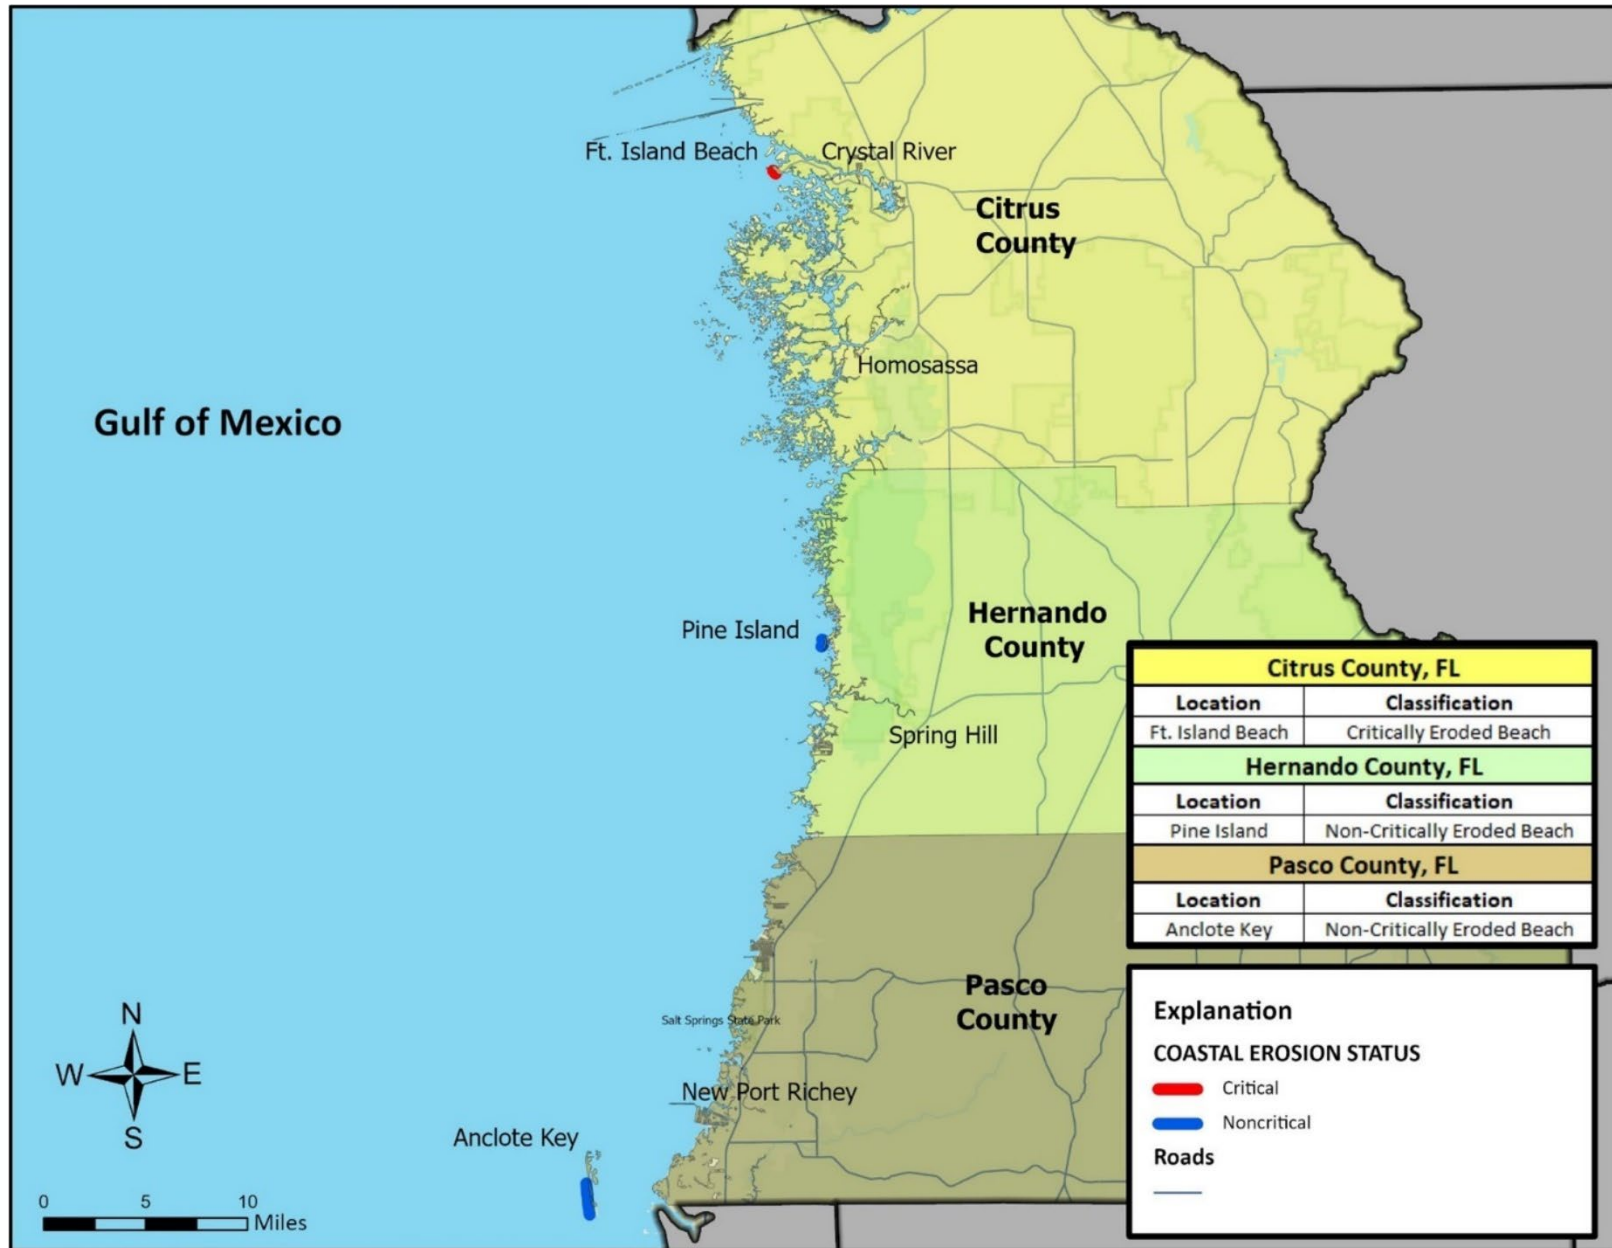 Ft. Island Beach
Crystal River
Citrus
County
Homosassa
Gulf of Mexico
Pine Island
Hernando
County
Spring Hill
Citrus County, FL
Location Classification
Ft. Island Beach Critically Eroded Beach
Hernando County, FL
Location Classification
Pine Island Non-Critically Eroded Beach
Pasco County, FL
Location Classification
Anclote Key Non-Critically Eroded Beach
Pasco
County
Salt Springs State Park
New Port Richey
Anclote Key
N
W E
S
0 5 10
Miles
Explanation
COASTAL EROSION STATUS
Critical
Noncritical
Roads